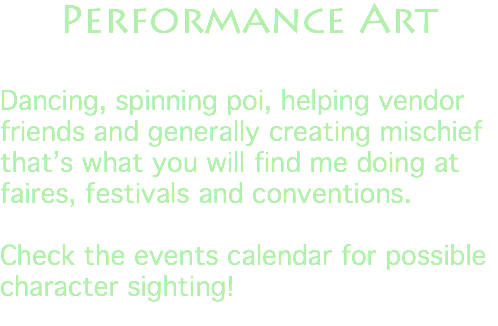 Performance Art
Dancing, spinning poi, helping vendor
friends and generally creating mischief
that’s what you will find me doing at
faires, festivals and conventions.
Check the events calendar for possible
character sighting!